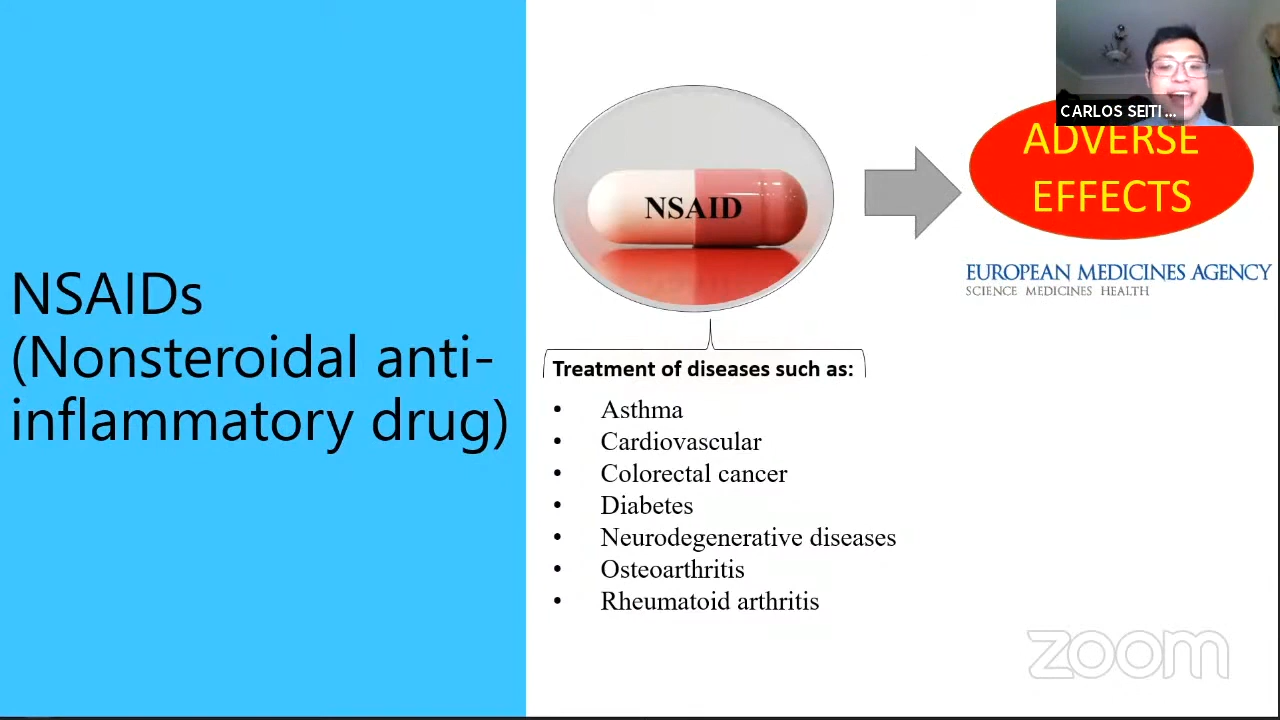 NSAIDs
(Nonsteroidal anti-
inflammatory drug)
NSAID
CARLOS SEITI ...
ADVERSE
EFFECTS
EUROPEAN MEDICINES AGENCY
SCIENCE MEDICINES HEALTH
Treatment of diseases such as:
• Asthma
• Cardiovascular
• Colorectal cancer
• Diabetes
• Neurodegenerative diseases
• Osteoarthritis
• Rheumatoid arthritis
zoom